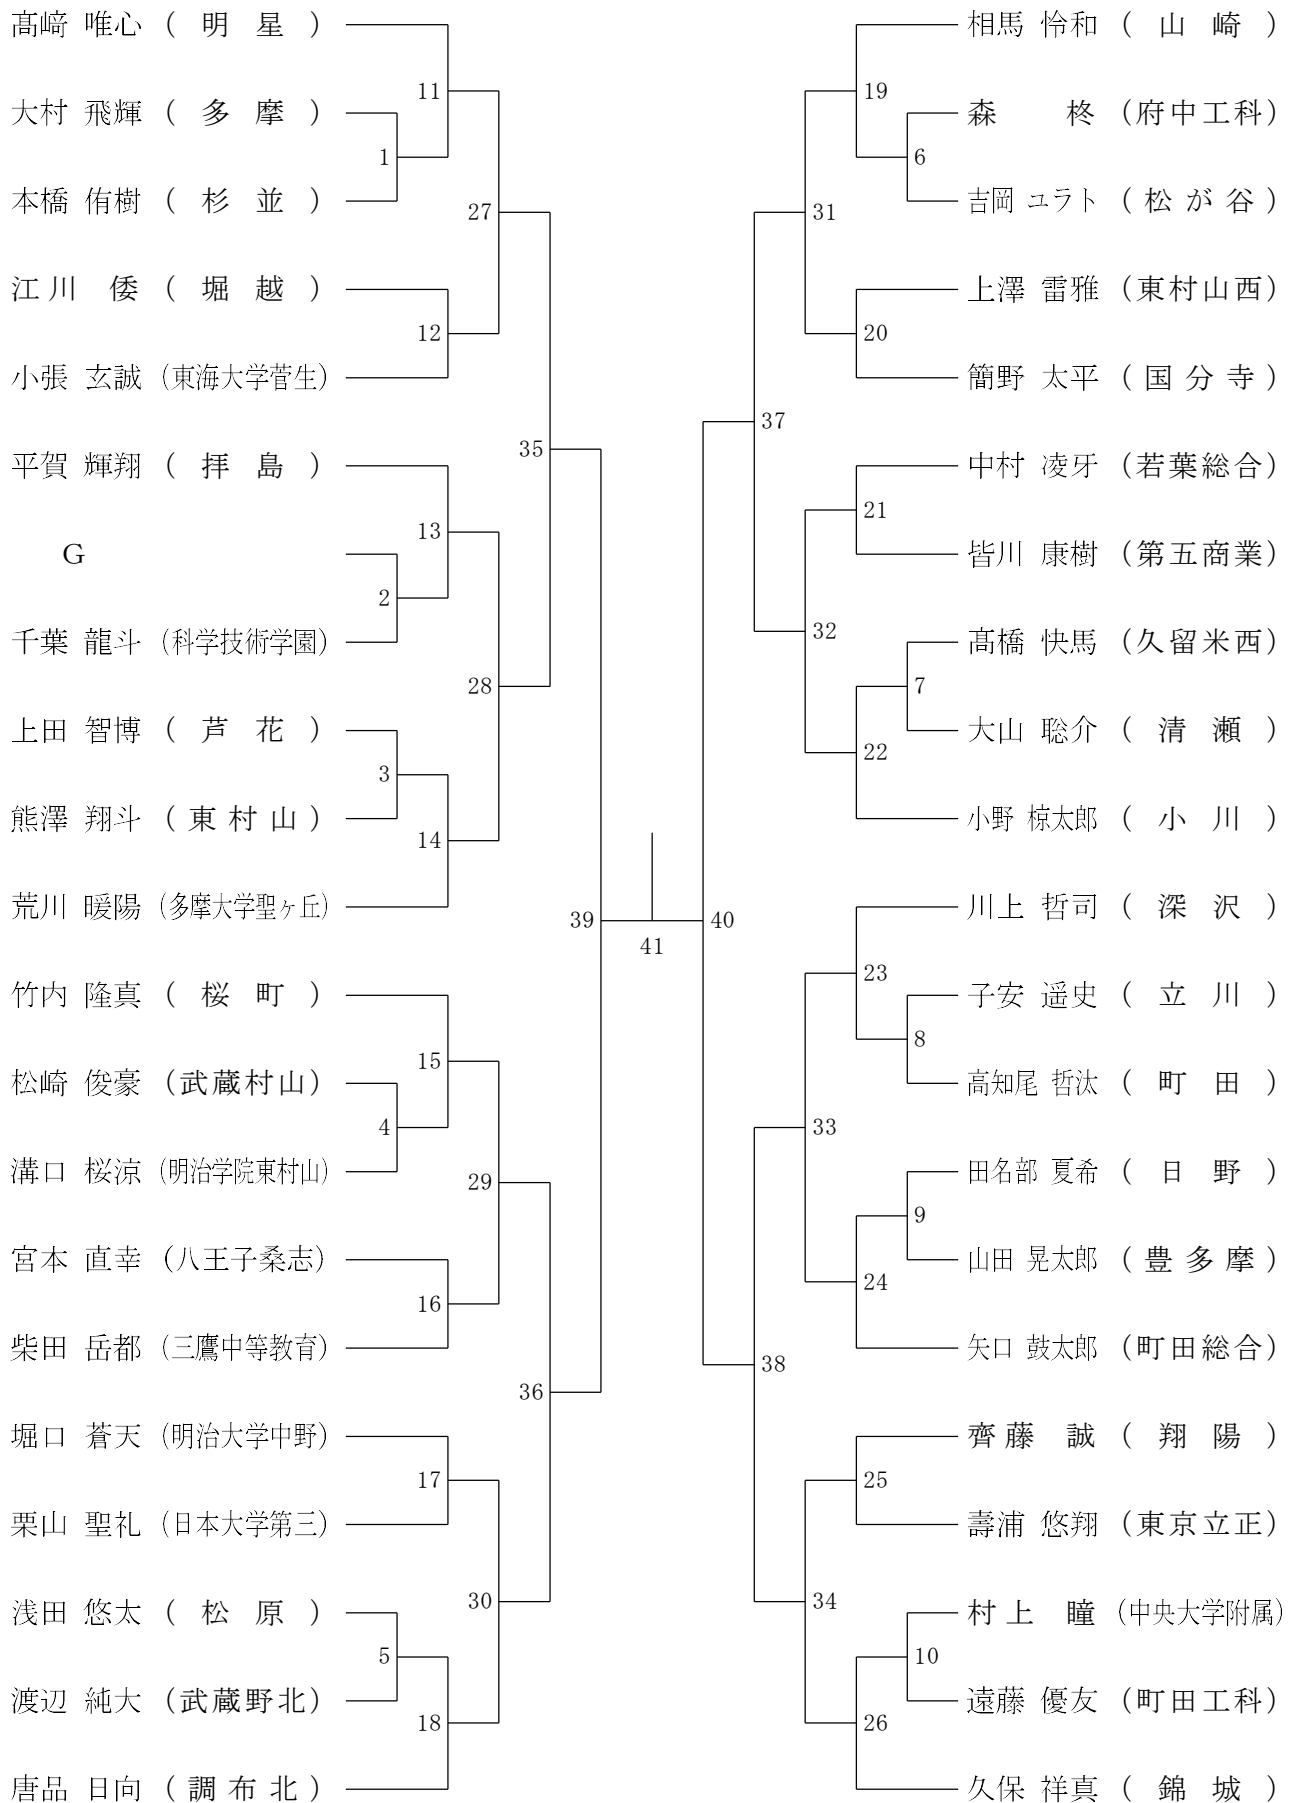 髙﨑 唯心 ( 明 星 )
11
大村 飛輝 ( 多 摩 )
1
本橋 侑樹 ( 杉 並 )
27
江川 倭 ( 堀 越 )
12
小張 玄誠 (東海大学菅生)
35
平賀 輝翔 ( 拝 島 )
13
G
2
千葉 龍斗 (科学技術学園)
28
上田 智博 ( 芦 花 )
3
熊澤 翔斗 ( 東 村 山 )
14
荒川 暖陽 (多摩大学聖ヶ丘)
39
竹内 隆真 ( 桜 町 )
15
松崎 俊豪 (武蔵村山)
4
溝口 桜涼 (明治学院東村山)
29
宮本 直幸 (八王子桑志)
16
柴田 岳都 (三鷹中等教育)
36
堀口 蒼天 (明治大学中野)
17
栗山 聖礼 (日本大学第三)
30
浅田 悠太 ( 松 原 )
5
渡辺 純大 (武蔵野北)
18
唐品 日向 ( 調 布 北 )
41
相馬 怜和 ( 山 崎 )
19
森 柊 (府中工科)
6
吉岡 ユラト ( 松 が 谷 )
31
上澤 雷雅 (東村山西)
20
簡野 太平 ( 国 分 寺 )
37
中村 凌牙 (若葉総合)
21
皆川 康樹 (第五商業)
32
髙橋 快馬 (久留米西)
7
大山 聡介 ( 清 瀬 )
22
小野 椋太郎 ( 小 川 )
川上 哲司 ( 深 沢 )
40
23
子安 遥史 ( 立 川 )
8
高知尾 哲汰 ( 町 田 )
33
田名部 夏希 ( 日 野 )
9
山田 晃太郎 ( 豊 多 摩 )
24
矢口 鼓太郎 (町田総合)
38
齊藤 誠 ( 翔 陽 )
25
壽浦 悠翔 (東京立正)
34
村上 瞳 (中央大学附属)
10
遠藤 優友 (町田工科)
26
久保 祥真 ( 錦 城 )